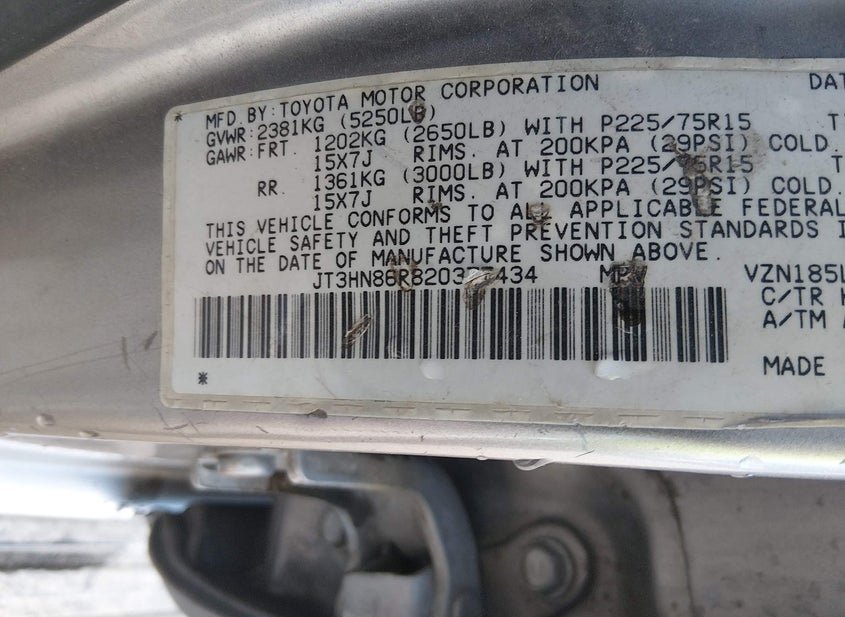 * MFD.BY:TOYOTA MOTOR CORPORATION DAT
GVWR:2381KG (5250LB)
GAWR:FRT. 1202KG (2650LB) WITH P225/75R15 T
15X7J RIMS. AT 200KPA (29PSI) COLD.
RR. 1361KG (3000LB) WITH P225/75R15 T
15X7J RIMS. AT 200KPA (29PSI) COLD.
THIS VEHICLE CONFORMS TO ALL APPLICABLE FEDERAL
VEHICLE SAFETY AND THEFT PREVENTION STANDARDS I
ON THE DATE OF MANUFACTURE SHOWN ABOVE.
VZN185L
C/TR
A/TM
MADE
*